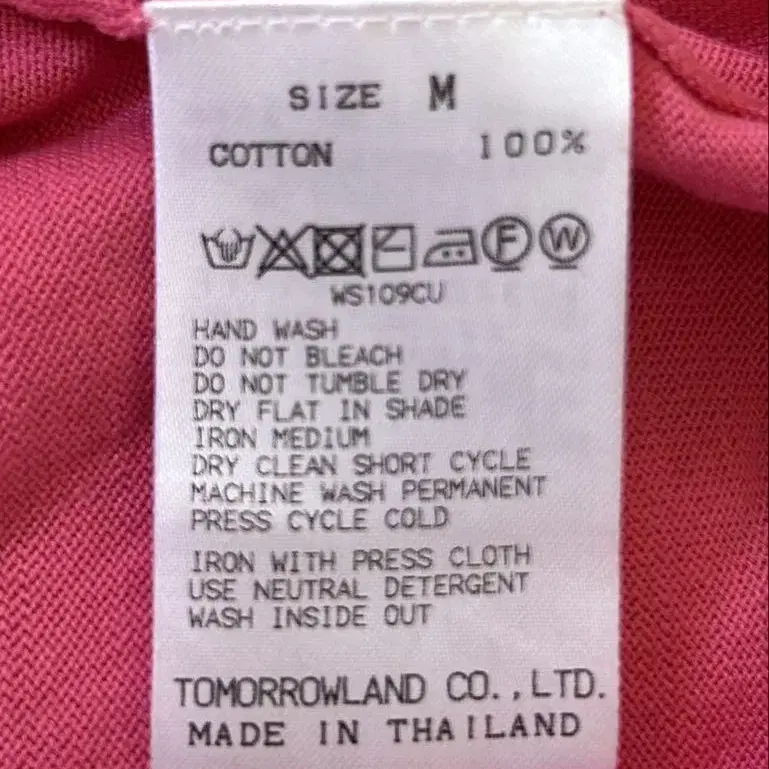 SIZE M
COTTON 100%
F W
WS109CU
HAND WASH
DO NOT BLEACH
DO NOT TUMBLE DRY
DRY FLAT IN SHADE
IRON MEDIUM
DRY CLEAN SHORT CYCLE
MACHINE WASH PERMANENT
PRESS CYCLE COLD
IRON WITH PRESS CLOTH
USE NEUTRAL DETERGENT
WASH INSIDE OUT
TOMORROWLAND CO.,LTD.
MADE IN THAILAND